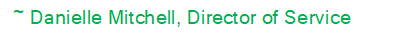 ~ Danielle Mitchell, Director of Service